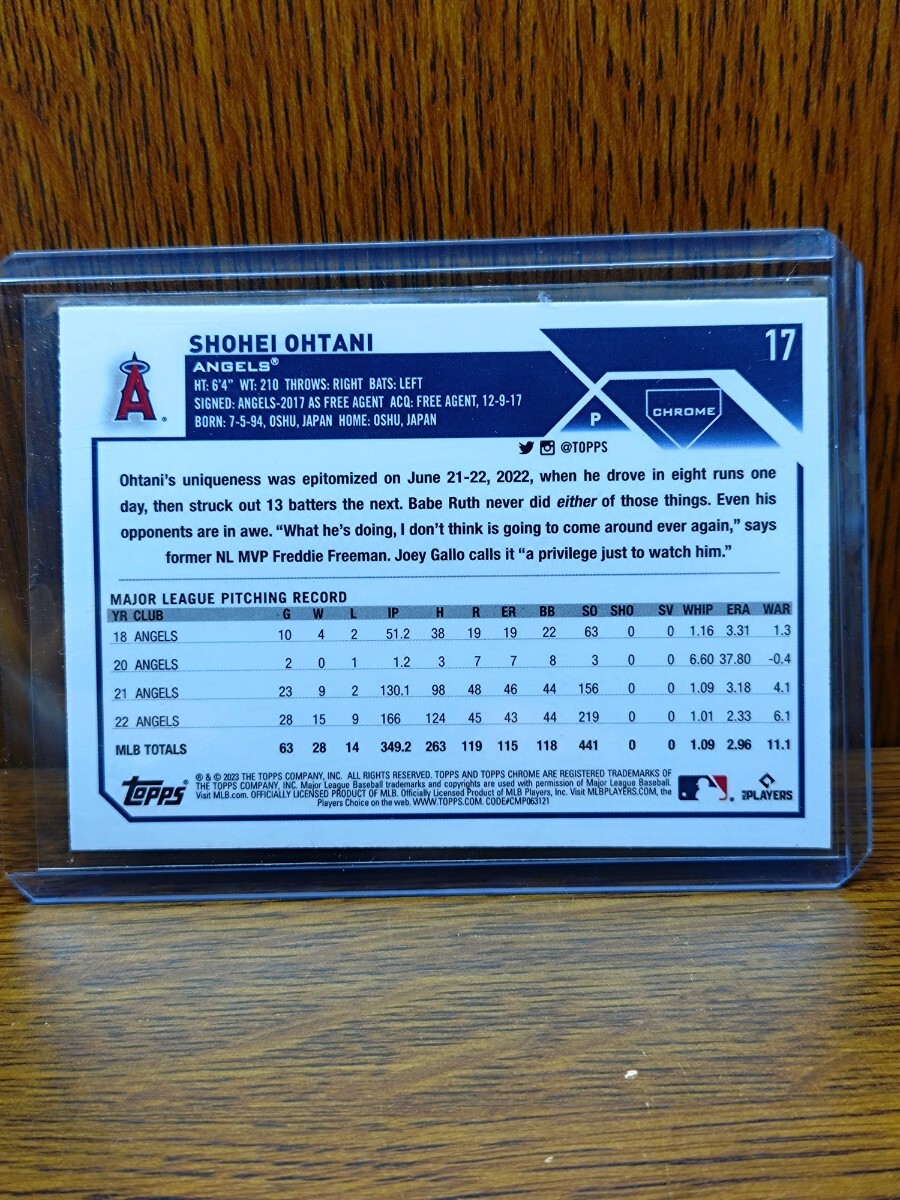 SHOHEI OHTANI
17
ANGELS®
HT: 6'4" WT: 210 THROWS: RIGHT BATS: LEFT
SIGNED: ANGELS-2017 AS FREE AGENT ACQ: FREE AGENT, 12-9-17
BORN: 7-5-94, OSHU, JAPAN HOME: OSHU, JAPAN
P
CHROME
@TOPPS
Ohtani's uniqueness was epitomized on June 21-22, 2022, when he drove in eight runs one
day, then struck out 13 batters the next. Babe Ruth never did either of those things. Even his
opponents are in awe. “What he's doing, I don't think is going to come around ever again,” says
former NL MVP Freddie Freeman. Joey Gallo calls it “a privilege just to watch him.”
MAJOR LEAGUE PITCHING RECORD
YR CLUB G W L IP H R ER BB SO SHO SV WHIP ERA WAR
18 ANGELS 10 4 2 51.2 38 19 19 22 63 0 0 1.16 3.31 1.3
20 ANGELS 2 0 1 1.2 3 7 7 8 3 0 0 6.60 37.80 -0.4
21 ANGELS 23 9 2 130.1 98 48 46 44 156 0 0 1.09 3.18 4.1
22 ANGELS 28 15 9 166 124 45 43 44 219 0 0 1.01 2.33 6.1
MLB TOTALS 63 28 14 349.2 263 119 115 118 441 0 0 1.09 2.96 11.1
Topps®
® & © 2023 THE TOPPS COMPANY, INC. ALL RIGHTS RESERVED. TOPPS AND TOPPS CHROME ARE REGISTERED TRADEMARKS OF
THE TOPPS COMPANY, INC. Major League Baseball trademarks and copyrights are used with permission of Major League Baseball.
Visit MLB.com. OFFICIALLY LICENSED PRODUCT OF MLB. Officially Licensed Product of MLB Players, Inc. Visit MLBPLAYERS.COM, the
Players Choice on the web. WWW.TOPPS.COM. CODE#CMP063121
PLAYERS